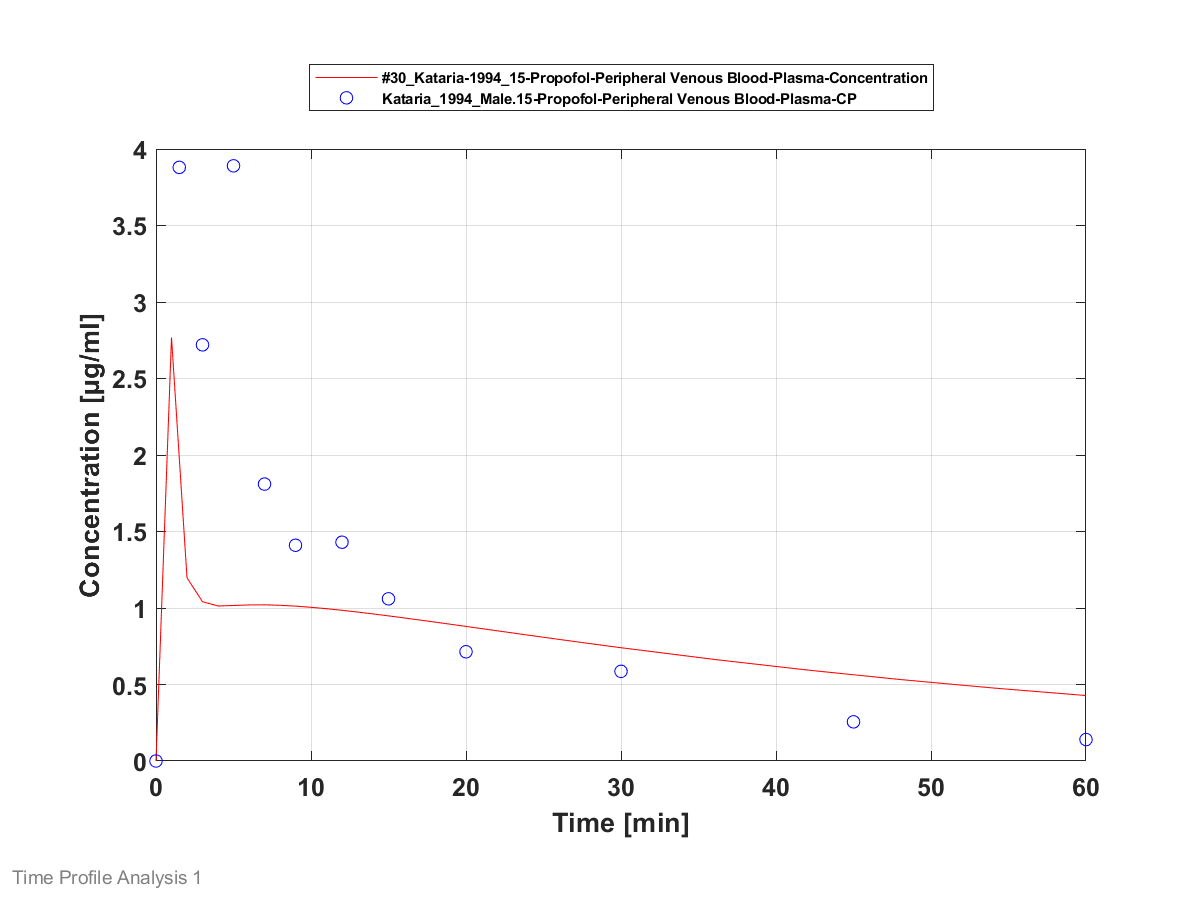 #30_Kataria-1994_15-Propofol-Peripheral Venous Blood-Plasma-Concentration
Kataria_1994_Male.15-Propofol-Peripheral Venous Blood-Plasma-CP
4
3.5
3
2.5
2
1.5
1
0.5
0
Concentration [µg/ml]
0 10 20 30 40 50 60
Time [min]
Time Profile Analysis 1